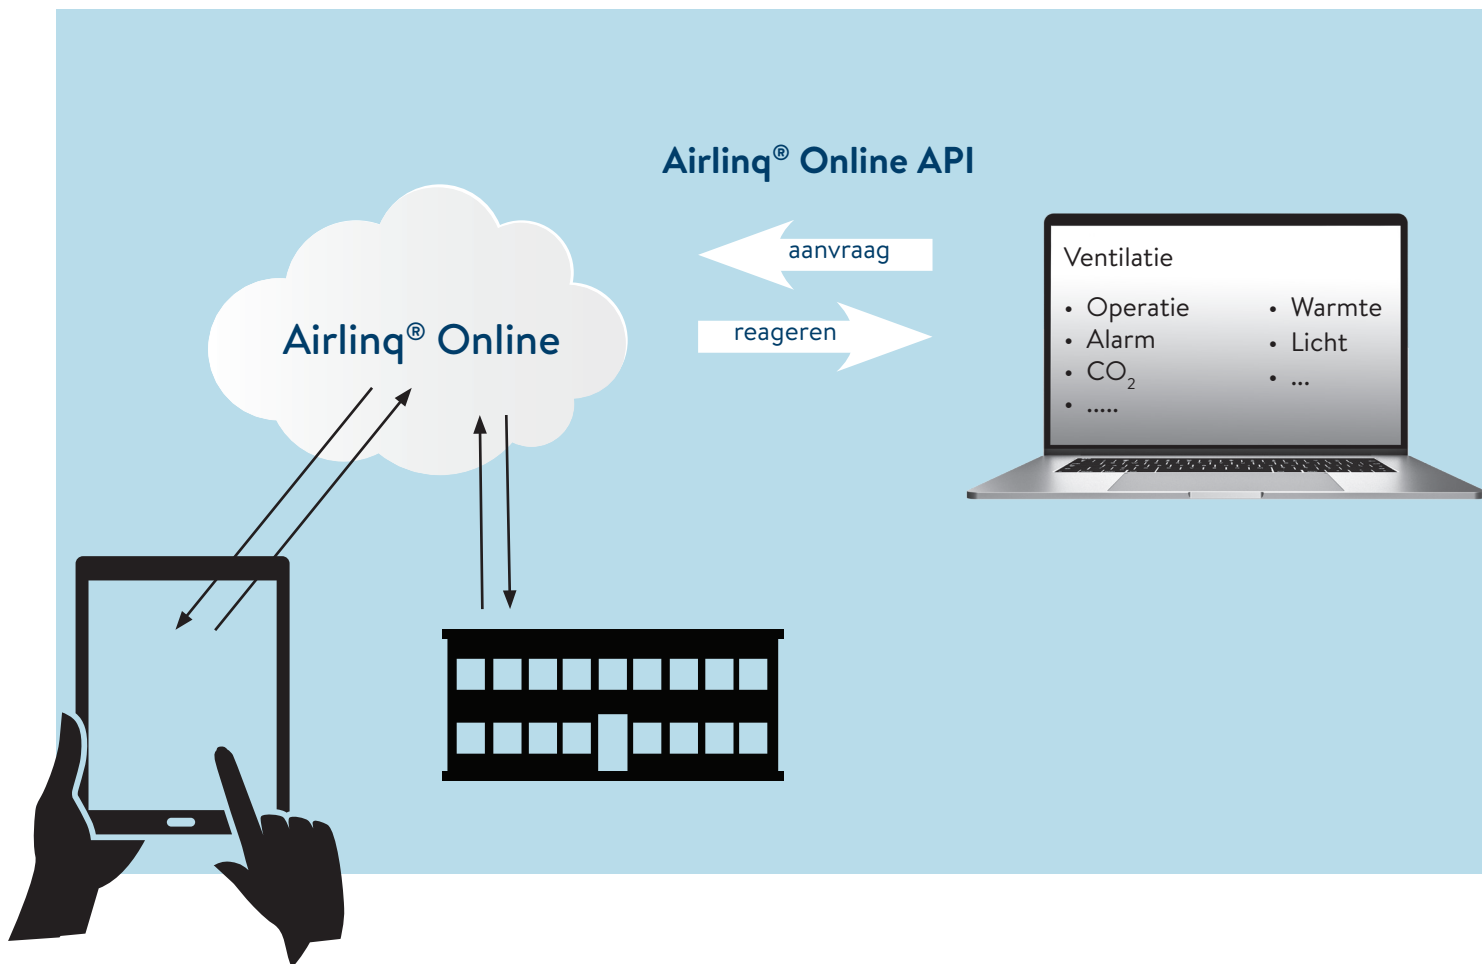 Airlinq® Online API
aanvraag
reageren
Airlinq® Online
Ventilatie
• Operatie
• Alarm
• CO₂
• .....
• Warmte
• Licht
• ...